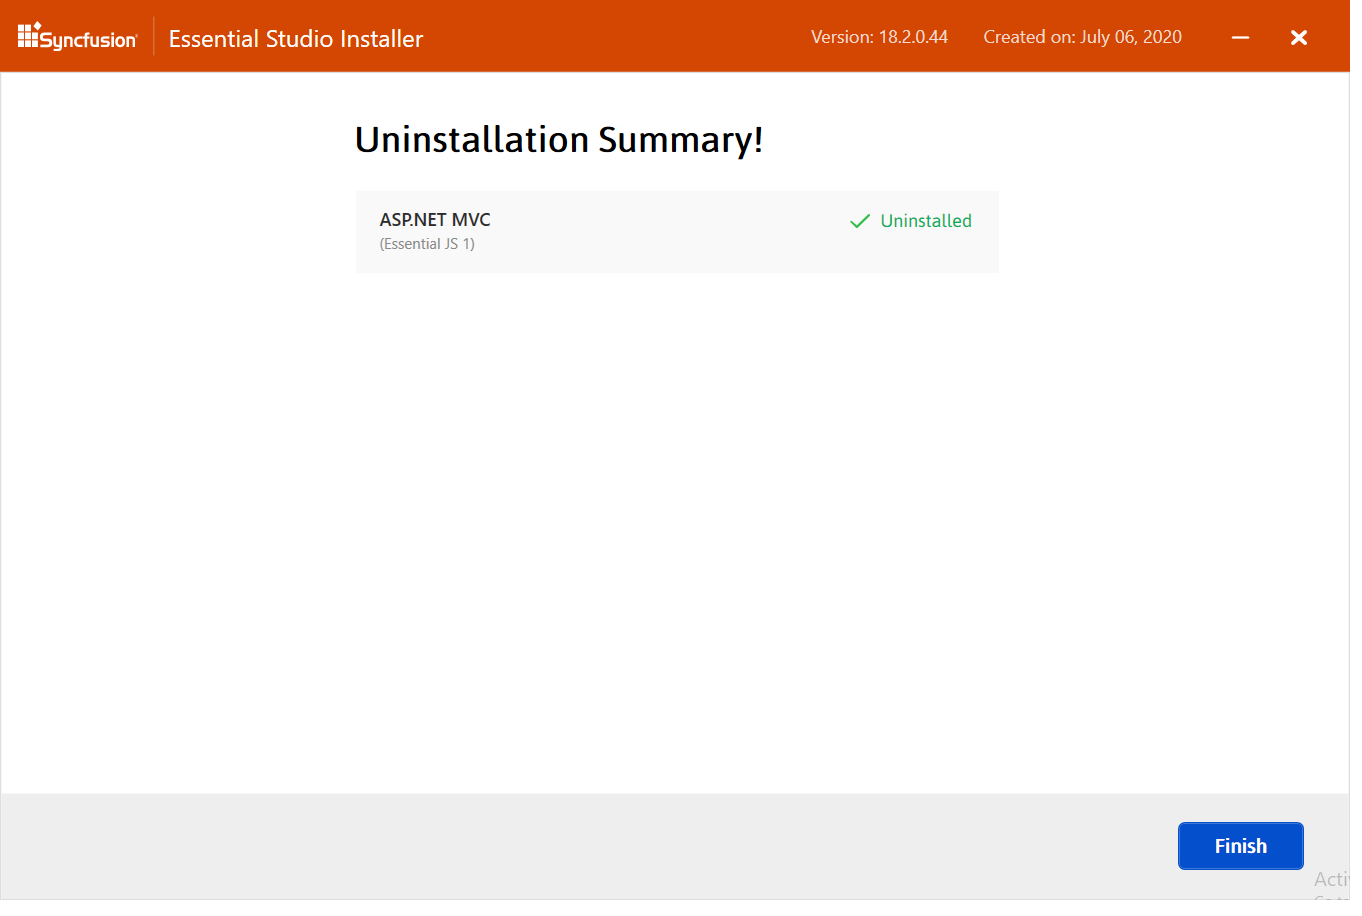 Syncfusion
Essential Studio Installer
Version: 18.2.0.44
Created on: July 06, 2020
Uninstallation Summary!
ASP.NET MVC
Uninstalled
(Essential JS 1)
Finish